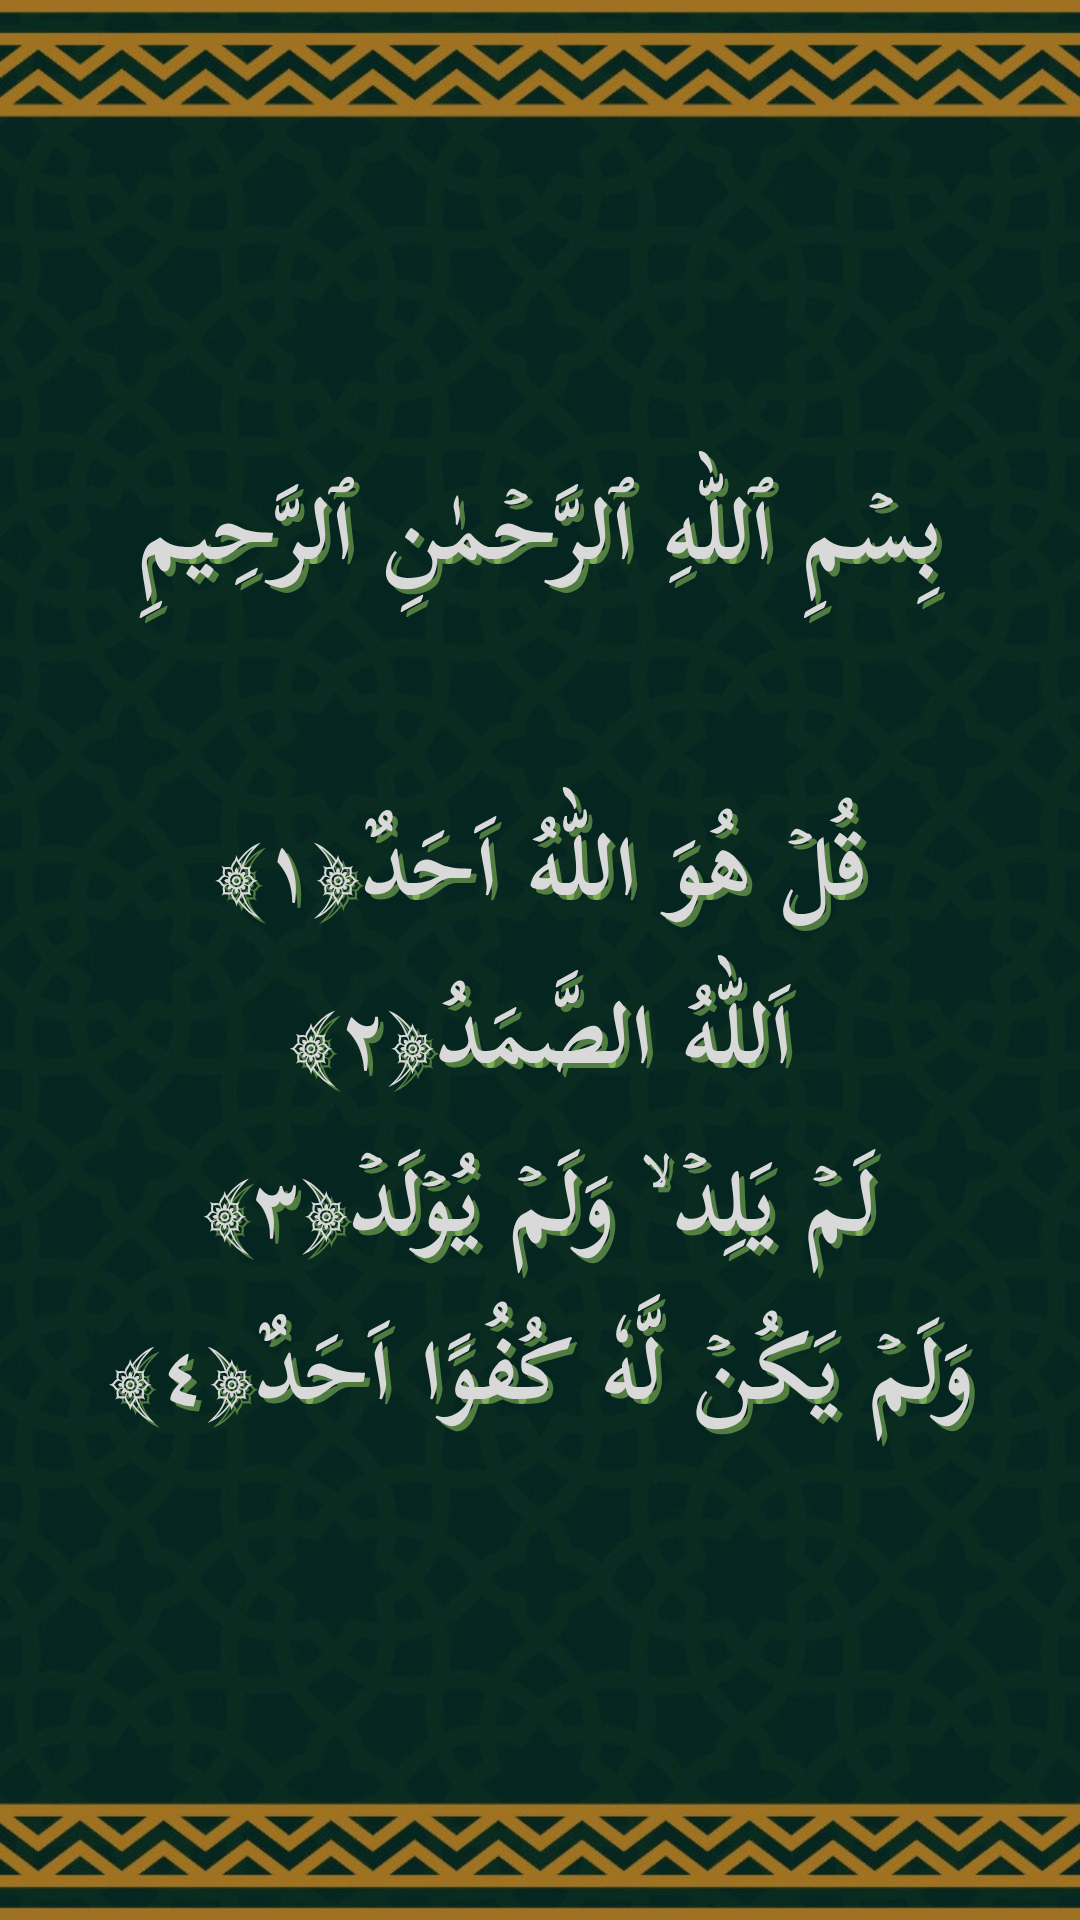 بِسْمِ ٱللّٰهِ ٱلرَّحْمٰنِ ٱلرَّحِيمِ
قُلْ هُوَ اللّٰهُ اَحَدٌ ﴿١﴾
اَللّٰهُ الصَّمَدُ ﴿٢﴾
لَمْ يَلِدْ ۙ وَلَمْ يُوْلَدْ ﴿٣﴾
وَلَمْ يَكُنْ لَّهٗ كُفُوًا اَحَدٌ ﴿٤﴾